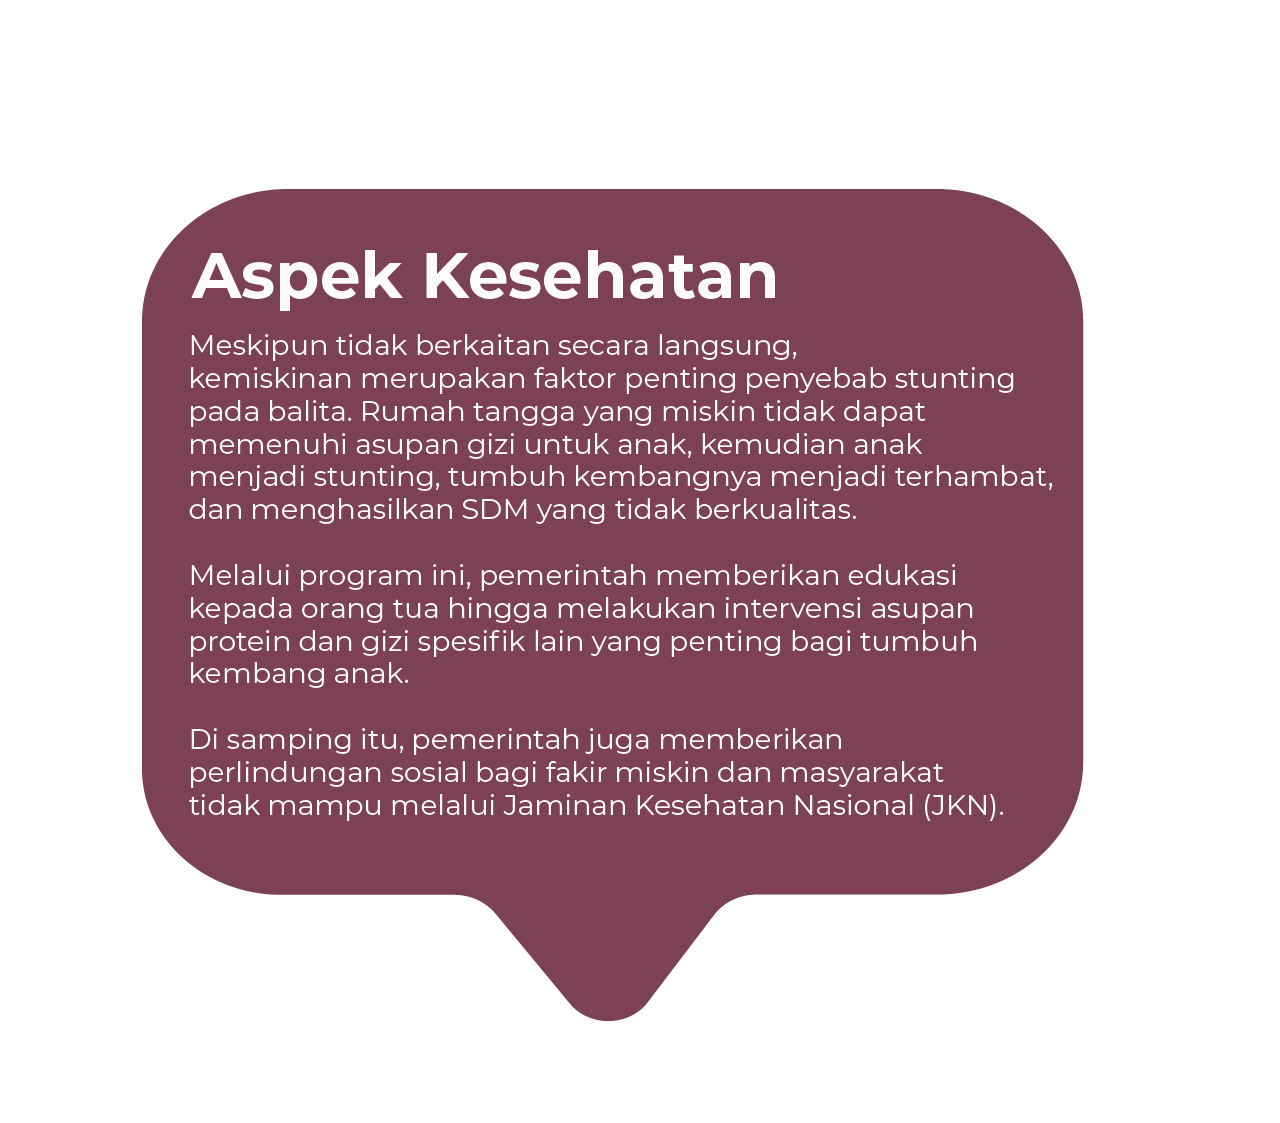 Aspek Kesehatan
Meskipun tidak berkaitan secara langsung,
kemiskinan merupakan faktor penting penyebab stunting
pada balita. Rumah tangga yang miskin tidak dapat
memenuhi asupan gizi untuk anak, kemudian anak
menjadi stunting, tumbuh kembangnya menjadi terhambat,
dan menghasilkan SDM yang tidak berkualitas.
Melalui program ini, pemerintah memberikan edukasi
kepada orang tua hingga melakukan intervensi asupan
protein dan gizi spesifik lain yang penting bagi tumbuh
kembang anak.
Di samping itu, pemerintah juga memberikan
perlindungan sosial bagi fakir miskin dan masyarakat
tidak mampu melalui Jaminan Kesehatan Nasional (JKN).